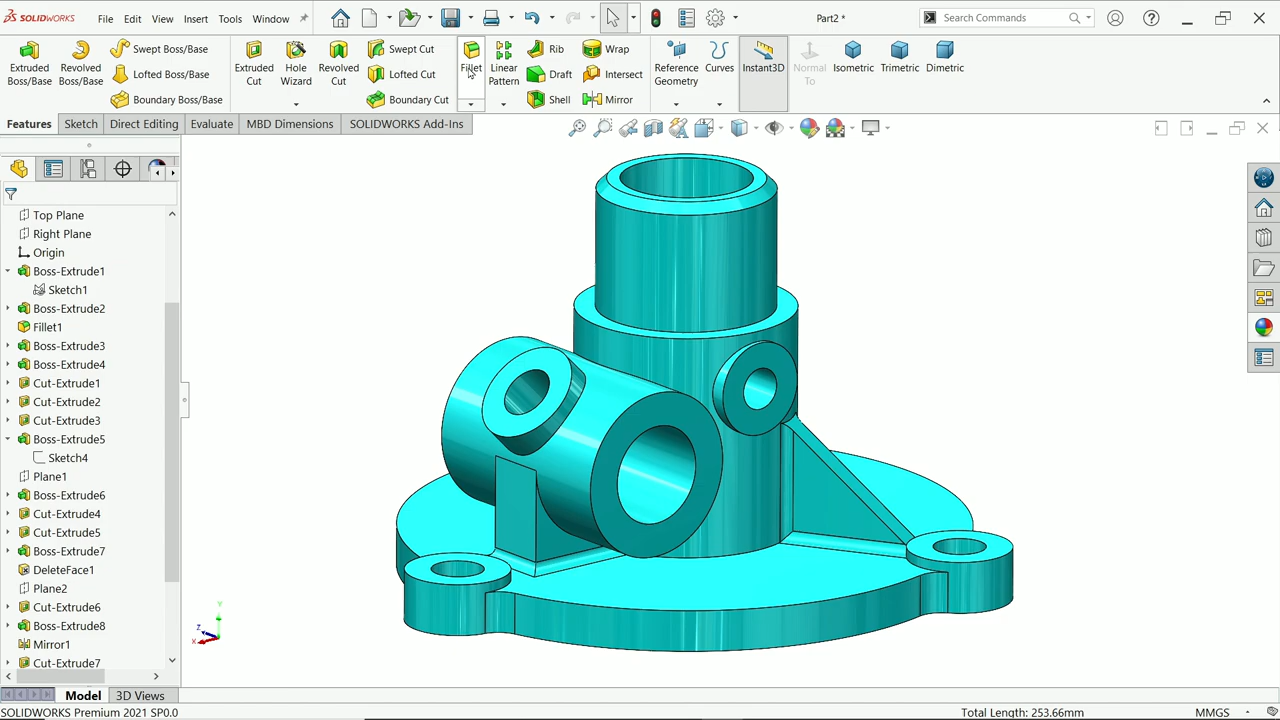 SOLIDWORKS File Edit View Insert Tools Window Part2 * Search Commands
Extruded Boss/Base
Revolved Boss/Base
Swept Boss/Base
Lofted Boss/Base
Boundary Boss/Base
Extruded Cut
Hole Wizard
Revolved Cut
Swept Cut
Lofted Cut
Boundary Cut
Fillet
Linear Pattern
Rib
Draft
Shell
Wrap
Intersect
Mirror
Reference Geometry
Curves
Instant3D
Normal To
Isometric
Trimetric
Dimetric
Features Sketch Direct Editing Evaluate MBD Dimensions SOLIDWORKS Add-Ins
Top Plane
Right Plane
Origin
Boss-Extrude1
Sketch1
Boss-Extrude2
Fillet1
Boss-Extrude3
Boss-Extrude4
Cut-Extrude1
Cut-Extrude2
Cut-Extrude3
Boss-Extrude5
Sketch4
Plane1
Boss-Extrude6
Cut-Extrude4
Cut-Extrude5
Boss-Extrude7
DeleteFace1
Plane2
Cut-Extrude6
Boss-Extrude8
Mirror1
Cut-Extrude7
Y
Z
X
Model 3D Views
SOLIDWORKS Premium 2021 SP0.0 Total Length: 253.66mm MMGS